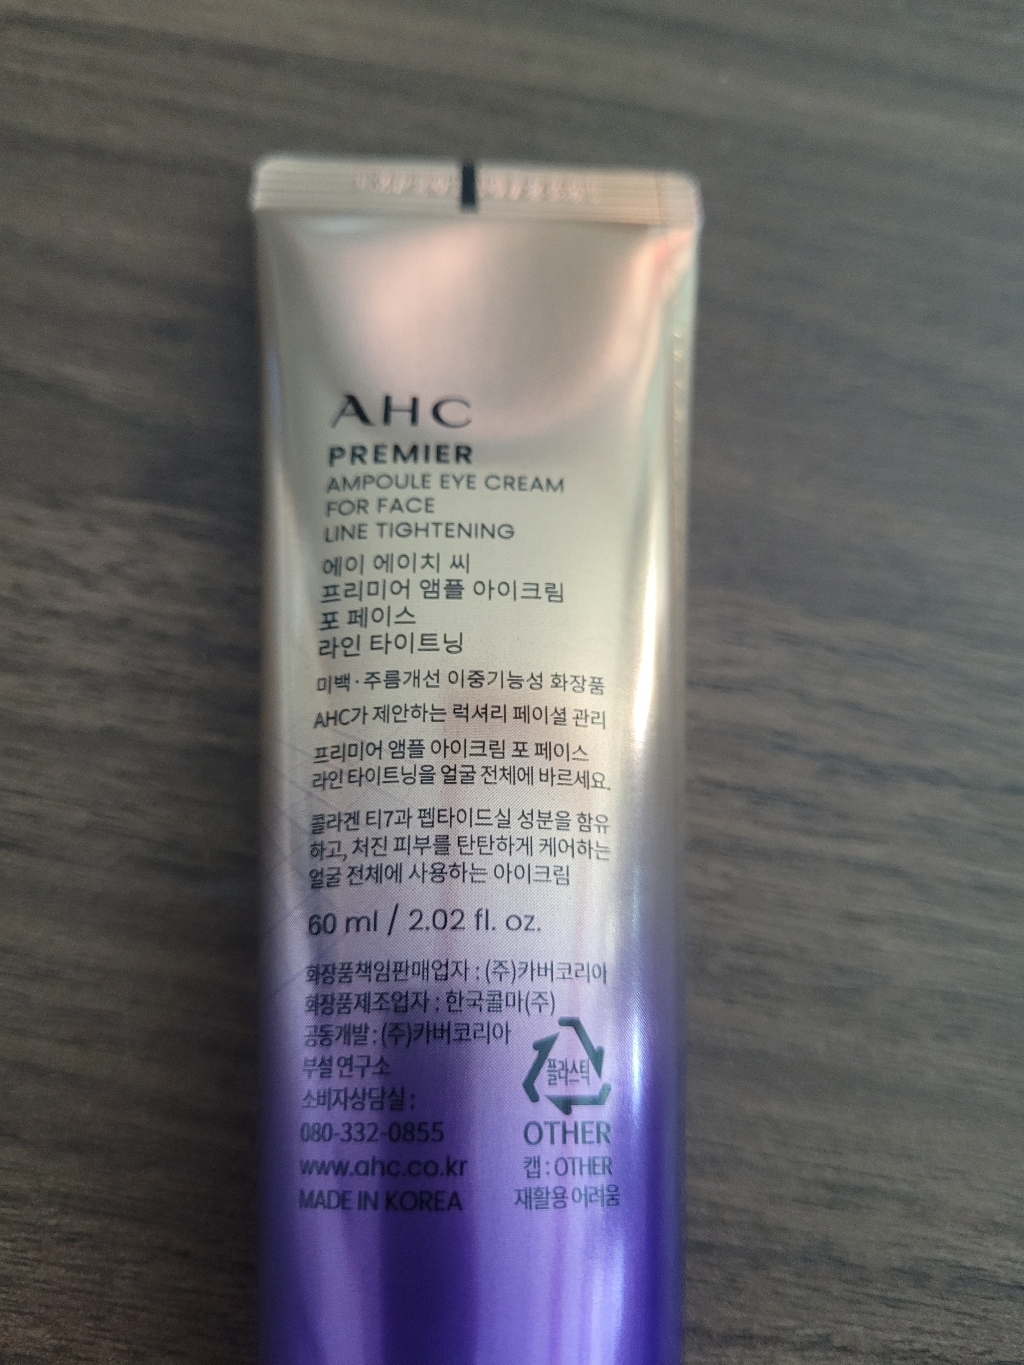 AHC
PREMIER
AMPOULE EYE CREAM
FOR FACE
LINE TIGHTENING
에이 에이치 씨
프리미어 앰플 아이크림
포 페이스
라인 타이트닝
미백·주름개선 이중기능성 화장품
AHC가 제안하는 럭셔리 페이셜 관리
프리미어 앰플 아이크림 포 페이스
라인 타이트닝을 얼굴 전체에 바르세요.
콜라겐 티7과 펩타이드실 성분을 함유
하고, 처진 피부를 탄탄하게 케어하는
얼굴 전체에 사용하는 아이크림
60 ml / 2.02 fl. oz.
화장품책임판매업자 : (주)카버코리아
화장품제조업자 : 한국콜마(주)
공동개발 : (주)카버코리아
부설 연구소
소비자상담실 :
080-332-0855
www.ahc.co.kr
MADE IN KOREA
플라스틱
OTHER
캡 : OTHER
재활용 어려움